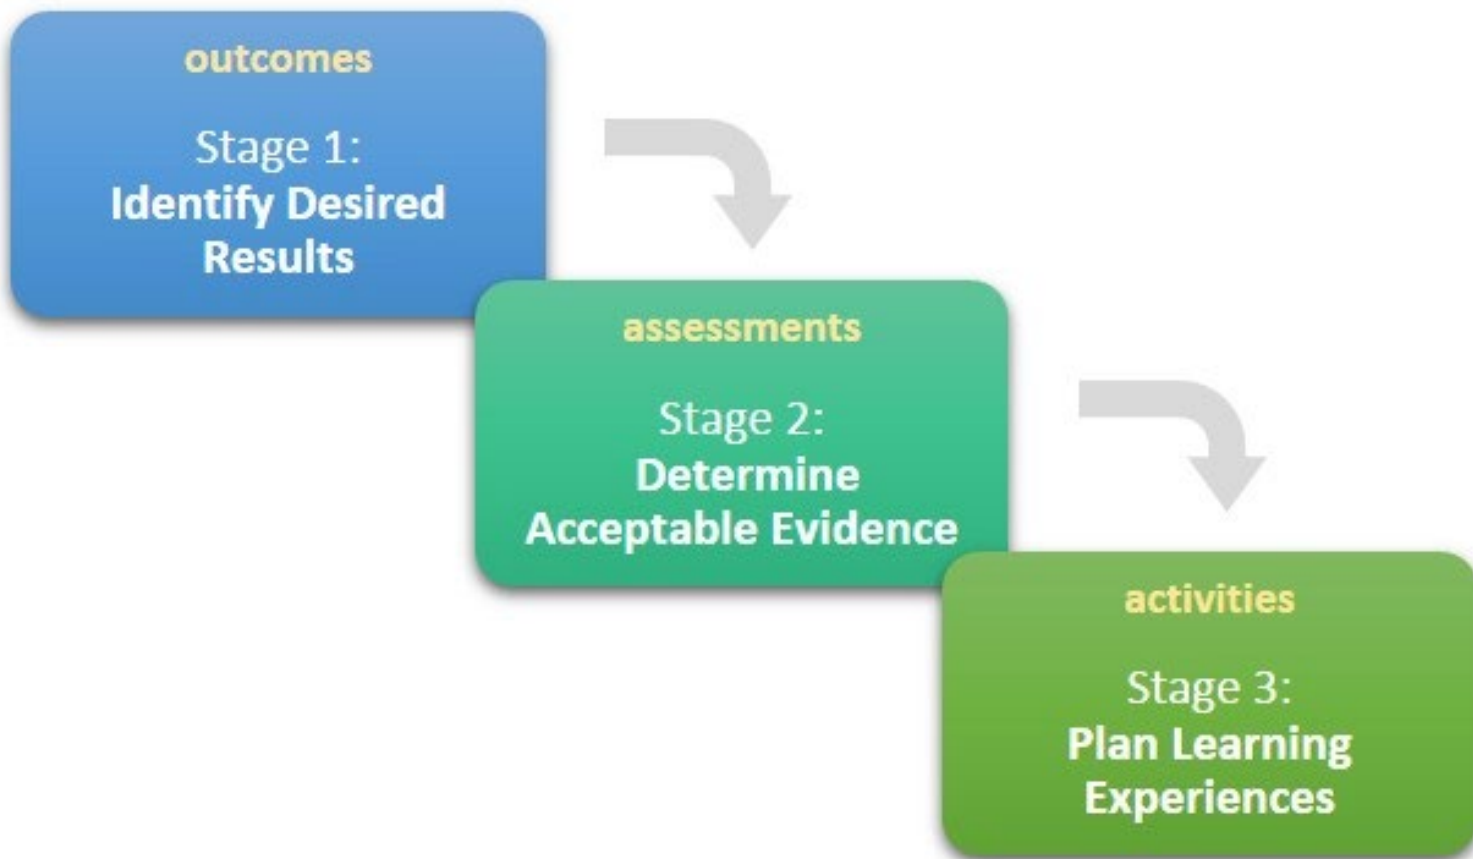 outcomes
Stage 1:
Identify Desired
Results
assessments
Stage 2:
Determine
Acceptable Evidence
activities
Stage 3:
Plan Learning
Experiences